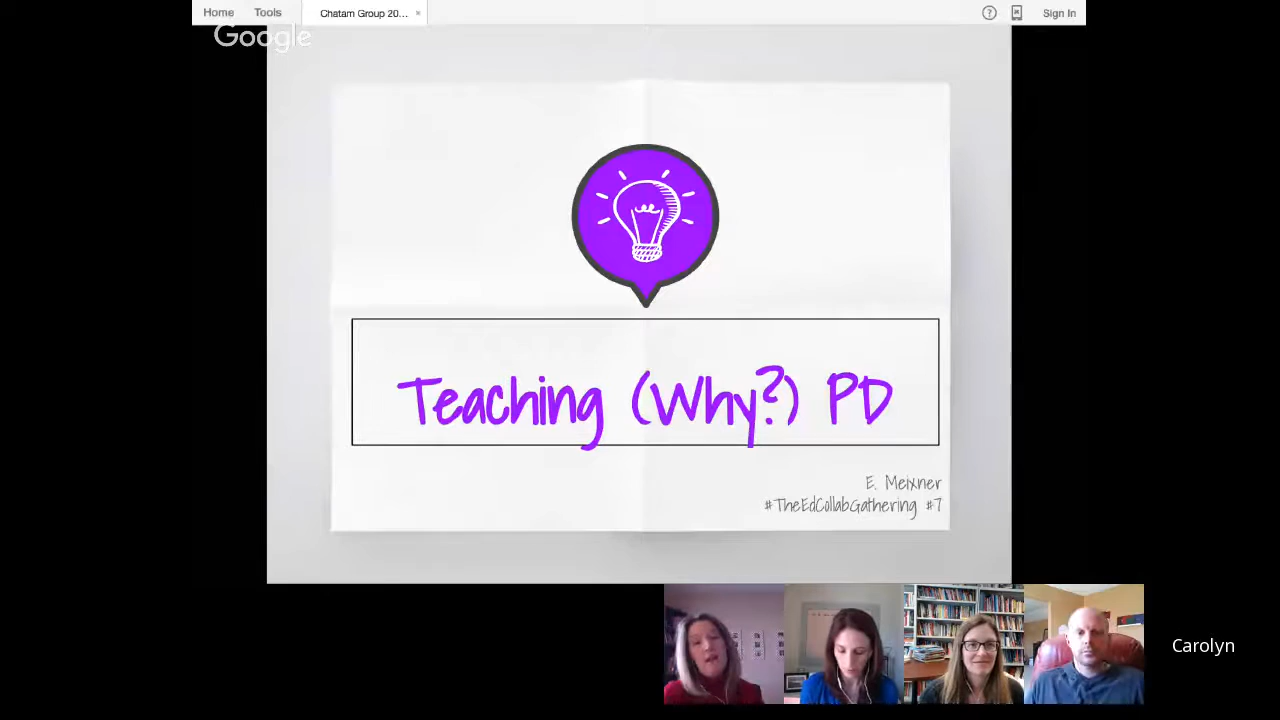 Home Tools Chatam Group 20... × ? Sign In
Google
Teaching (Why?) PD
E. Meixner
#TheEdCollabGathering #7
Carolyn